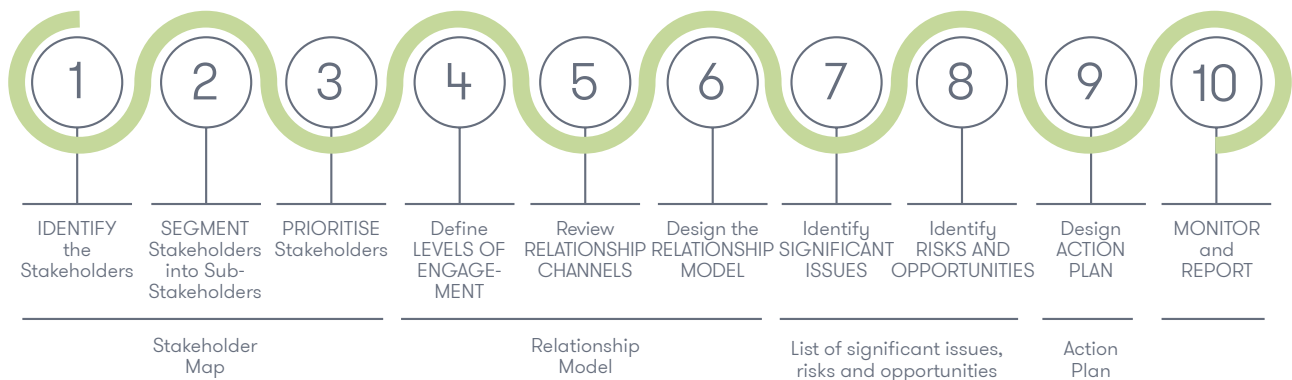 1
2
3
4
5
6
7
8
9
10
IDENTIFY
the
Stakeholders
SEGMENT
Stakeholders
into Sub-
Stakeholders
PRIORITISE
Stakeholders
Define
LEVELS OF
ENGAGE-
MENT
Review
RELATIONSHIP
CHANNELS
Design the
RELATIONSHIP
MODEL
Identify
SIGNIFICANT
ISSUES
Identify
RISKS AND
OPPORTUNITIES
Design
ACTION
PLAN
MONITOR
and
REPORT
Stakeholder
Map
Relationship
Model
List of significant issues,
risks and opportunities
Action
Plan